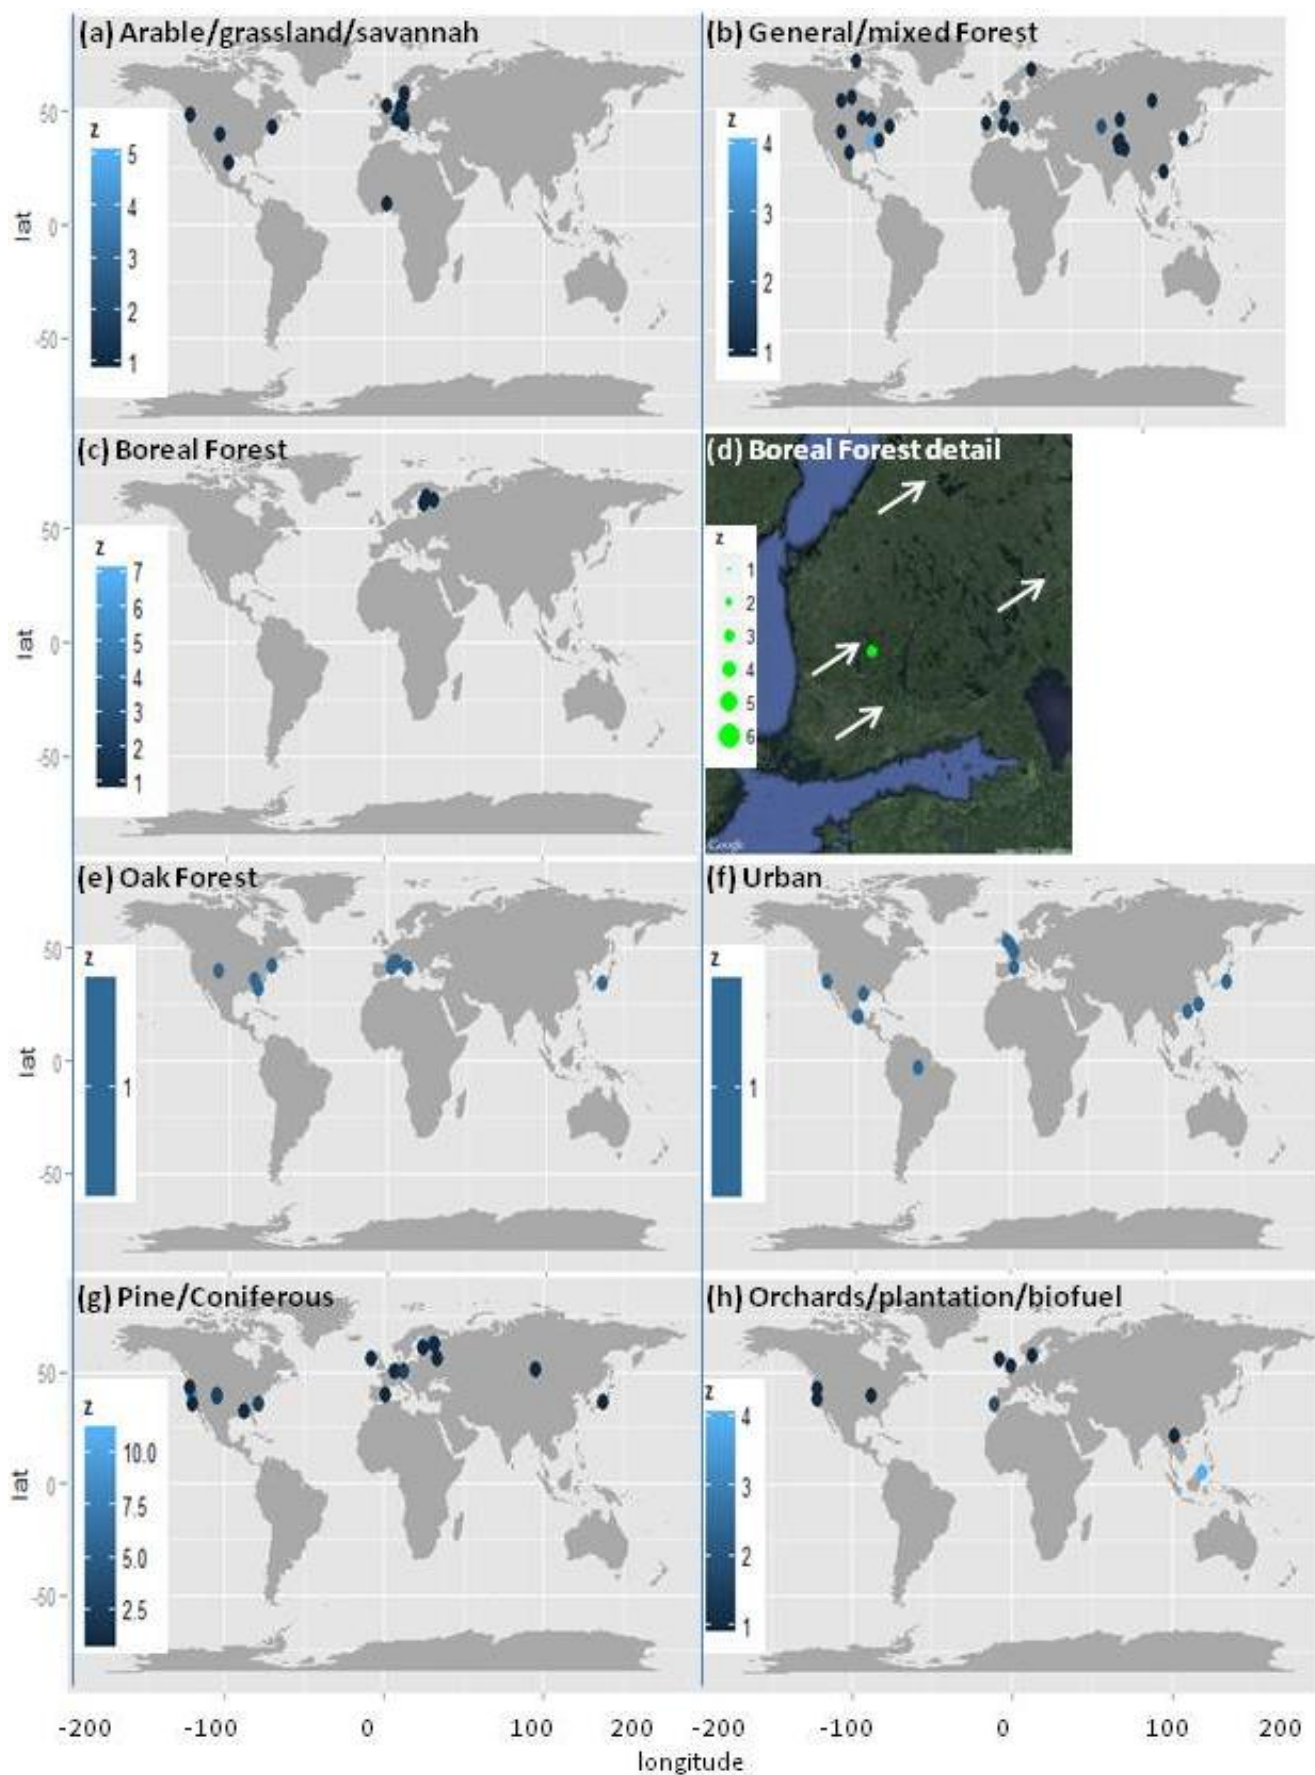 (a) Arable/grassland/savannah
(b) General/mixed Forest
lat
50
0
-50
z
5
4
3
2
1
z
4
3
2
1
(c) Boreal Forest
(d) Boreal Forest detail
lat
50
0
-50
z
7
6
5
4
3
2
1
z
1
2
3
4
5
6
Google
(e) Oak Forest
(f) Urban
lat
50
0
-50
z
1
z
1
(g) Pine/Coniferous
(h) Orchards/plantation/biofuel
lat
50
0
-50
z
10.0
7.5
5.0
2.5
z
4
3
2
1
-200 -100 0 100 200 -200 -100 0 100 200
longitude